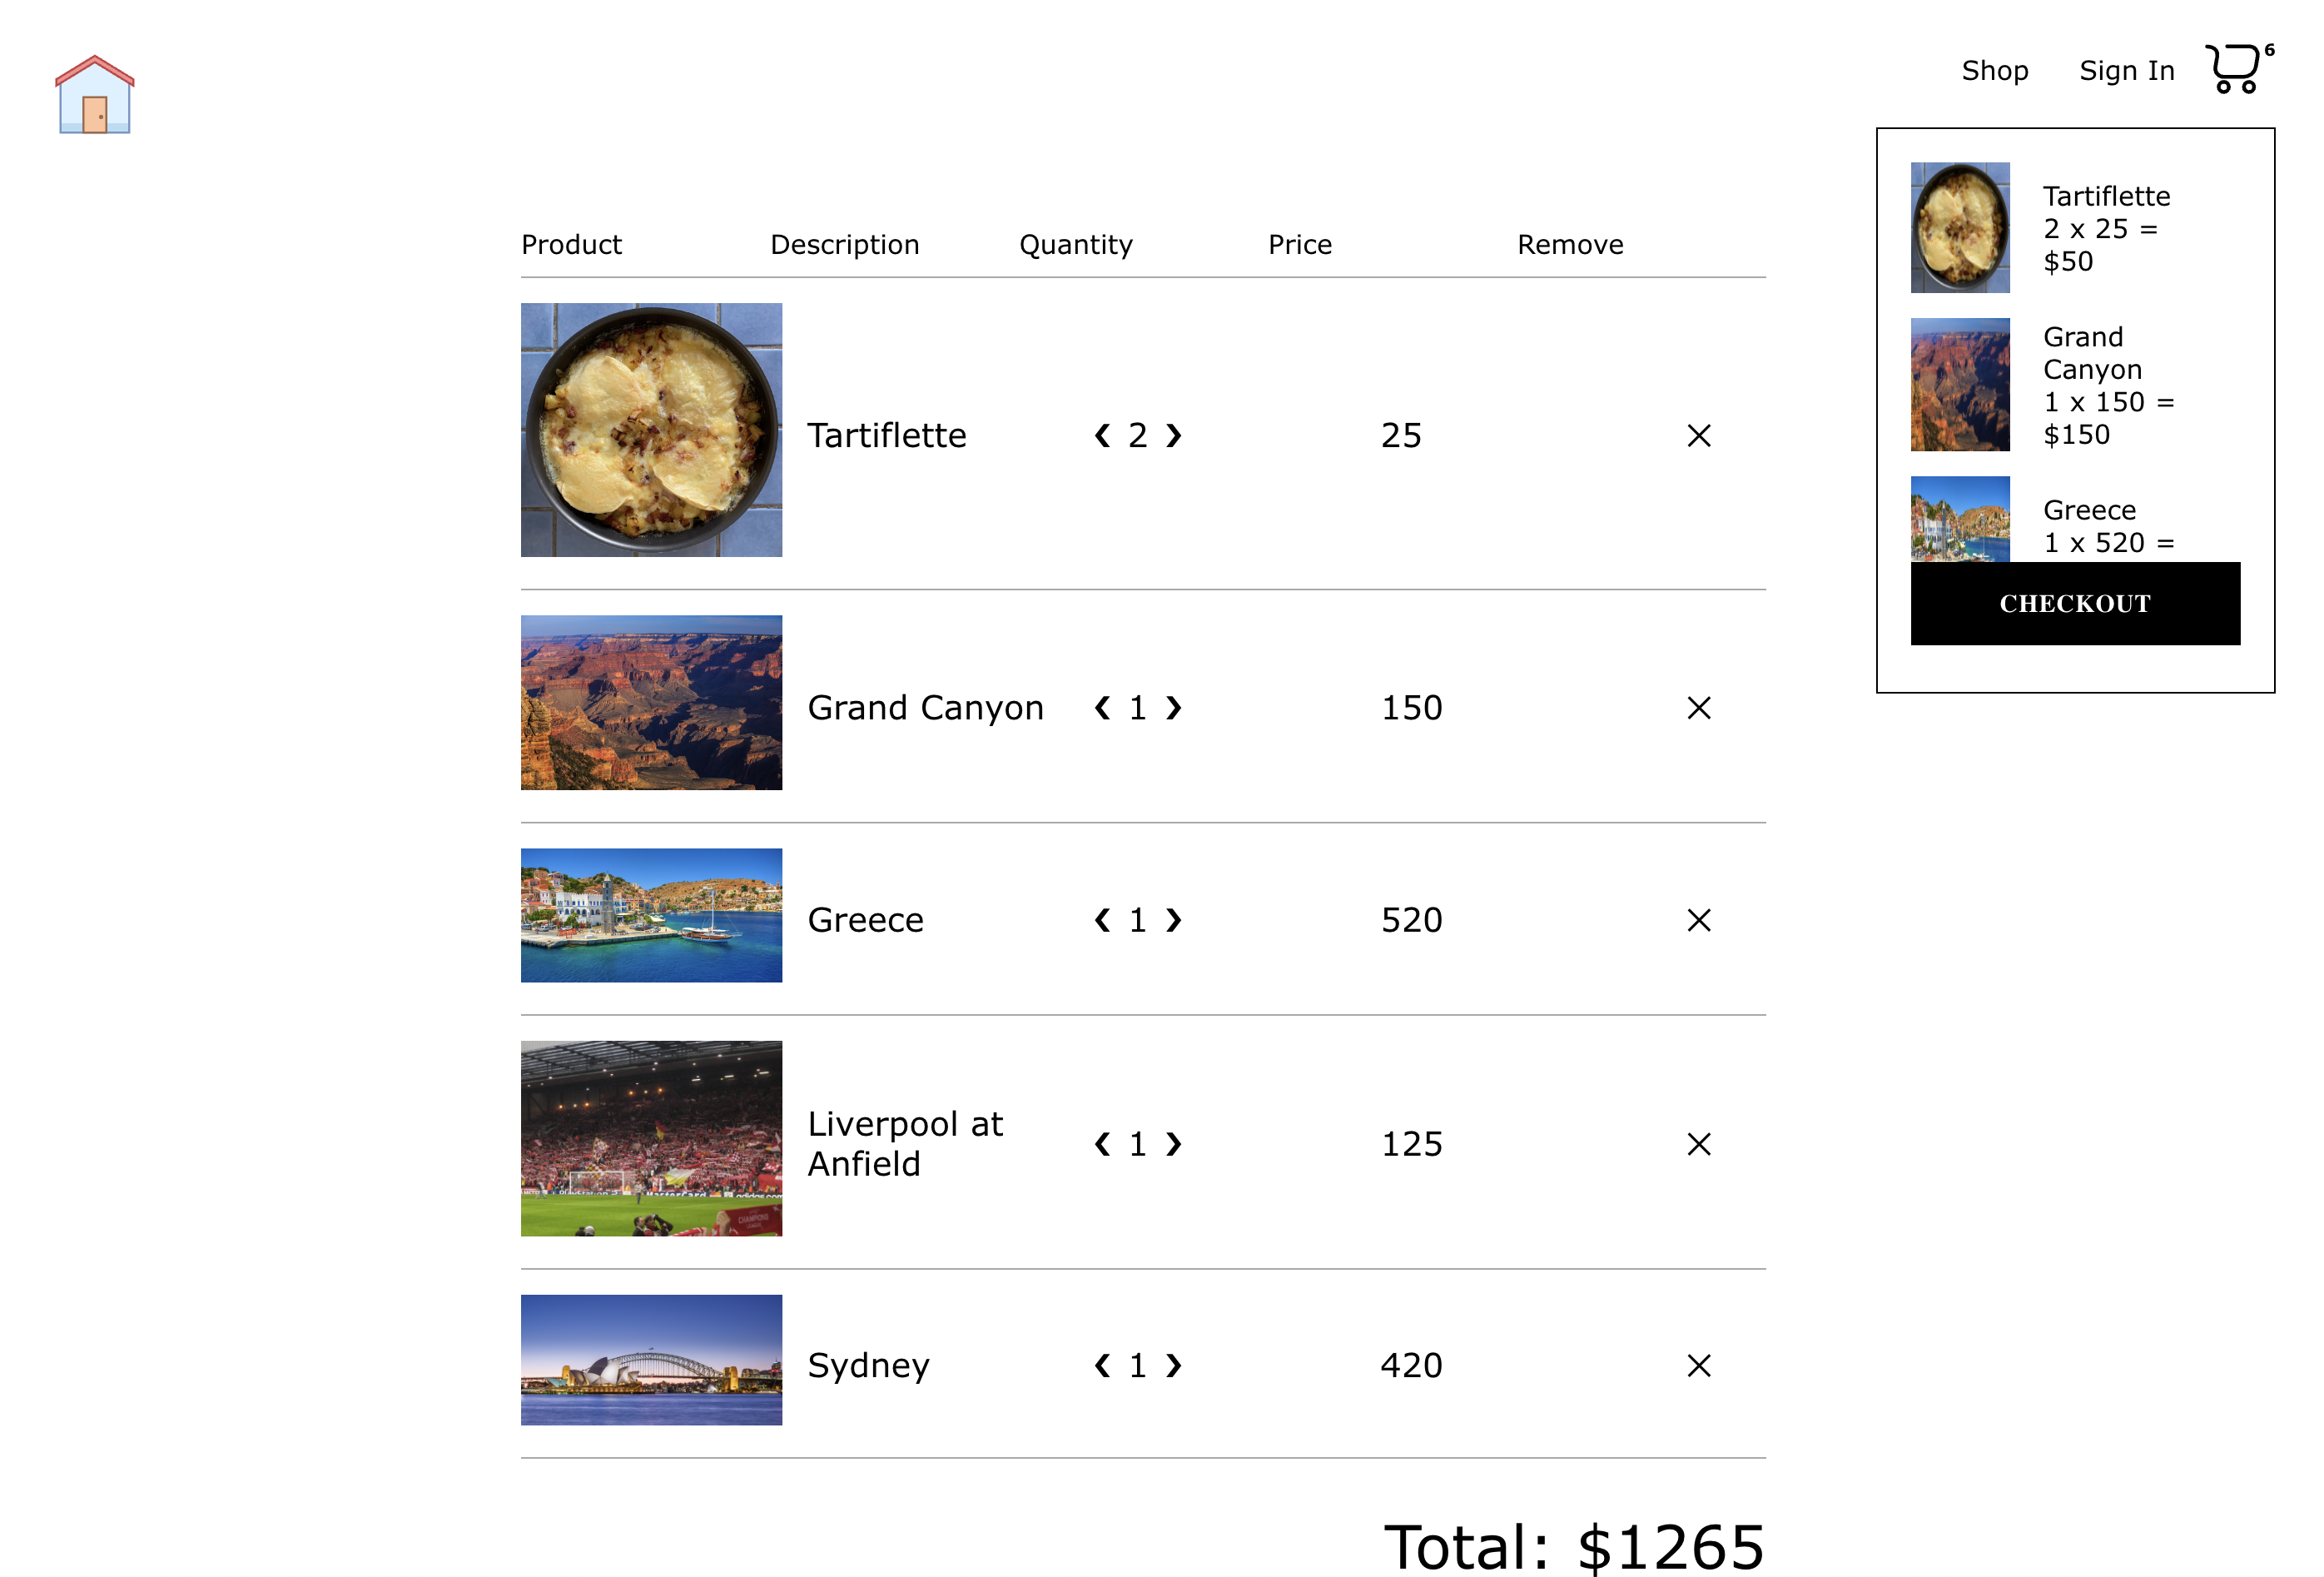 Shop Sign In 6
Tartiflette
2 x 25 =
$50
Grand
Canyon
1 x 150 =
$150
Greece
1 x 520 =
CHECKOUT
Product Description Quantity Price Remove
Tartiflette ❮ 2 ❯ 25 ✕
Grand Canyon ❮ 1 ❯ 150 ✕
Greece ❮ 1 ❯ 520 ✕
Liverpool at
Anfield ❮ 1 ❯ 125 ✕
Sydney ❮ 1 ❯ 420 ✕
Total: $1265